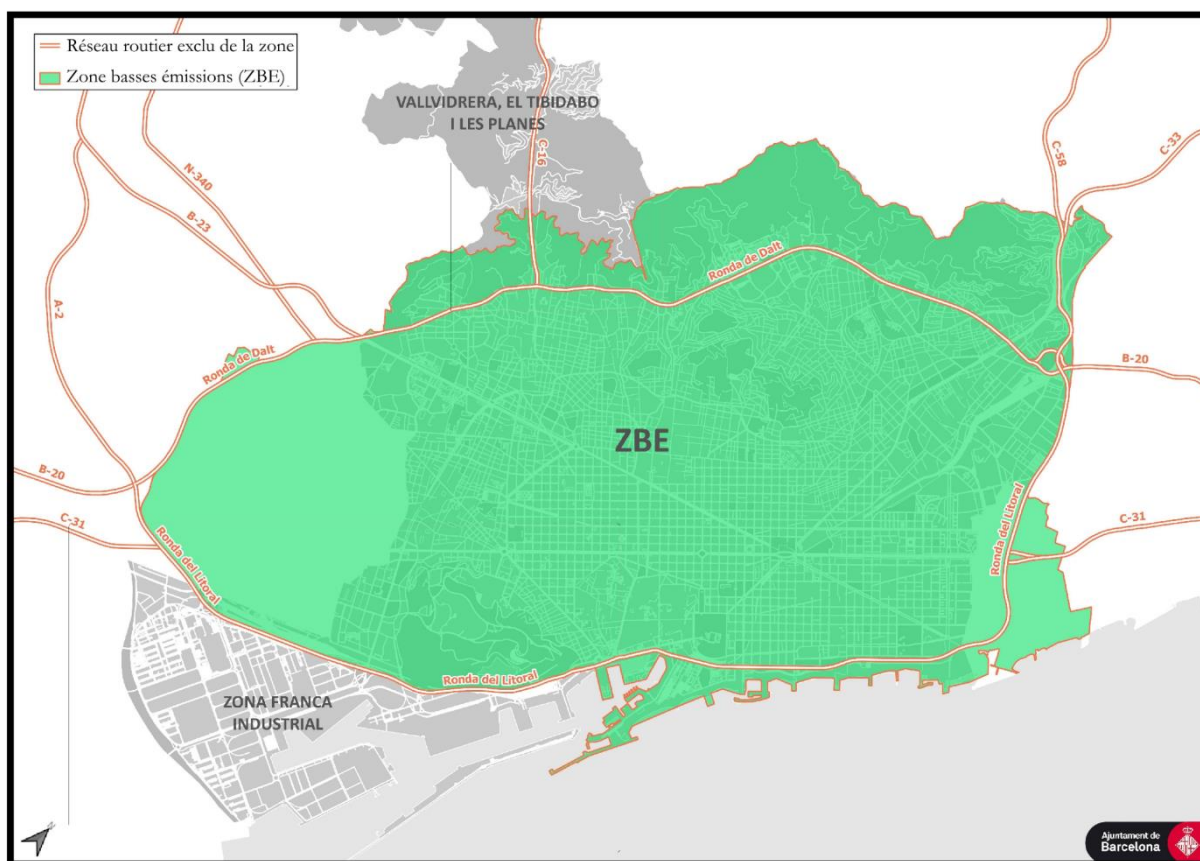 Réseau routier exclu de la zone
Zone basses émissions (ZBE)
VALLVIDRERA, EL TIBIDABO
I LES PLANES
C-16
C-58
C-33
N-340
B-23
A-2
Ronda de Dalt
Ronda de Dalt
B-20
ZBE
B-20
C-31
Ronda del Litoral
Ronda del Litoral
C-31
Ronda del Litoral
ZONA FRANCA
INDUSTRIAL
Ajuntament de
Barcelona